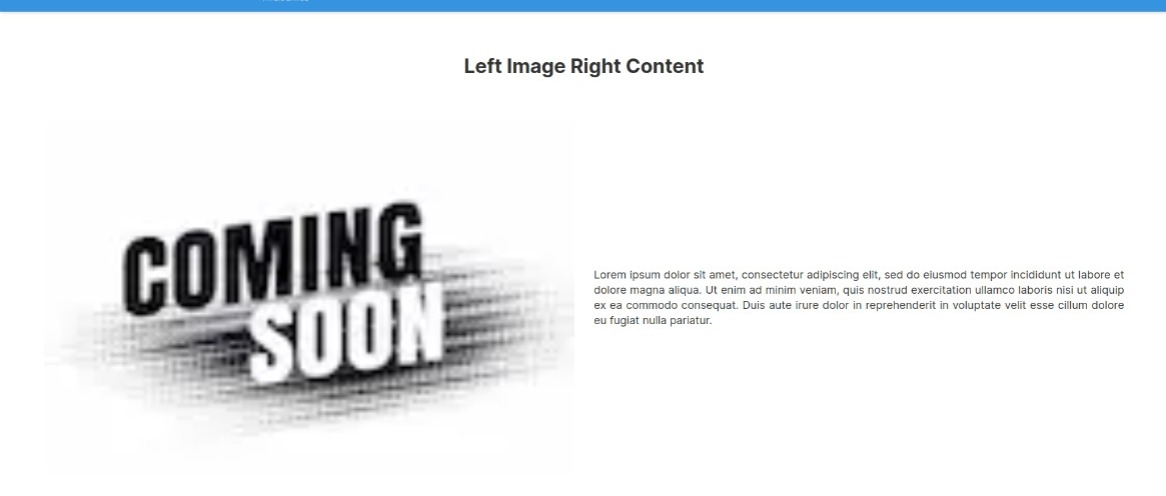 Left Image Right Content
COMING
SOON
Lorem ipsum dolor sit amet, consectetur adipiscing elit, sed do eiusmod tempor incididunt ut labore et
dolore magna aliqua. Ut enim ad minim veniam, quis nostrud exercitation ullamco laboris nisi ut aliquip
ex ea commodo consequat. Duis aute irure dolor in reprehenderit in voluptate velit esse cillum dolore
eu fugiat nulla pariatur.